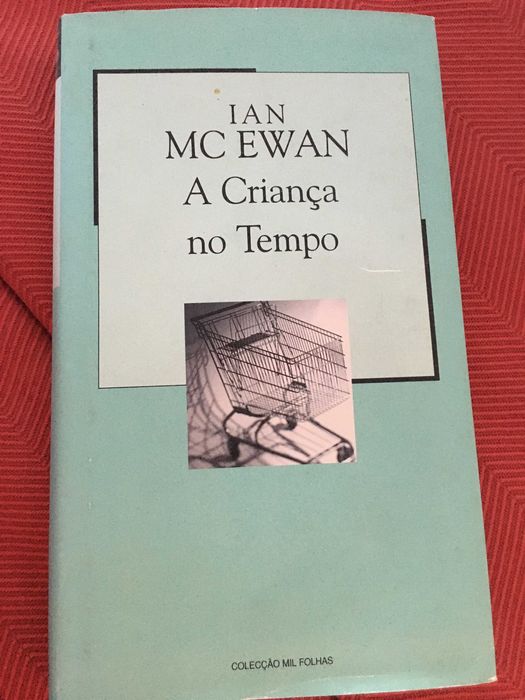 IAN
MC EWAN
A Criança
no Tempo
COLECÇÃO MIL FOLHAS